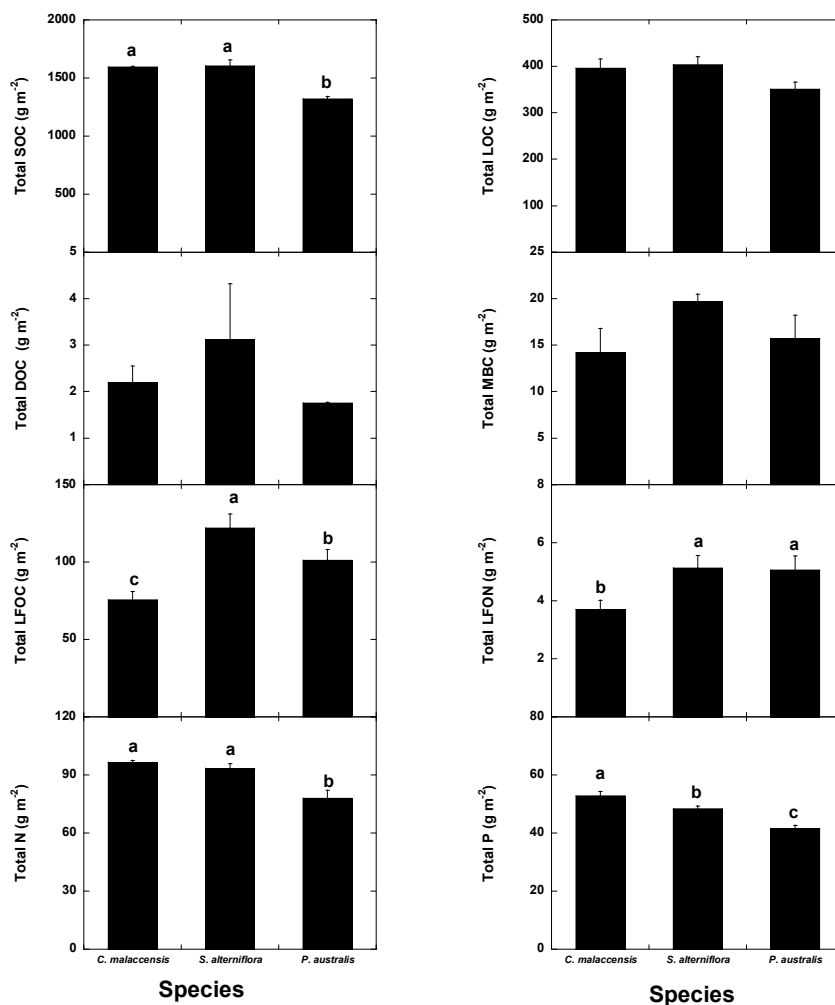 2000
1500
1000
500
5
Total SOC (g m-2)
a
a
b
4
3
2
1
150
Total DOC (g m-2)
100
50
120
Total LFOC (g m-2)
c
a
b
90
60
30
0
Total N (g m-2)
a
a
b
C. malaccensis S. alterniflora P. australis
Species
500
400
300
200
100
25
Total LOC (g m-2)
20
15
10
5
8
Total MBC (g m-2)
6
4
2
80
Total LFON (g m-2)
b
a
a
60
40
20
0
Total P (g m-2)
a
b
c
C. malaccensis S. alterniflora P. australis
Species